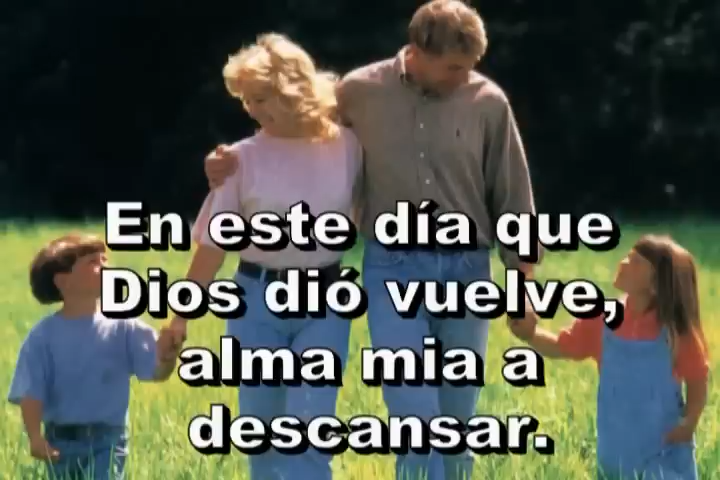 En este día que
Dios dió vuelve,
alma mia a
descansar.